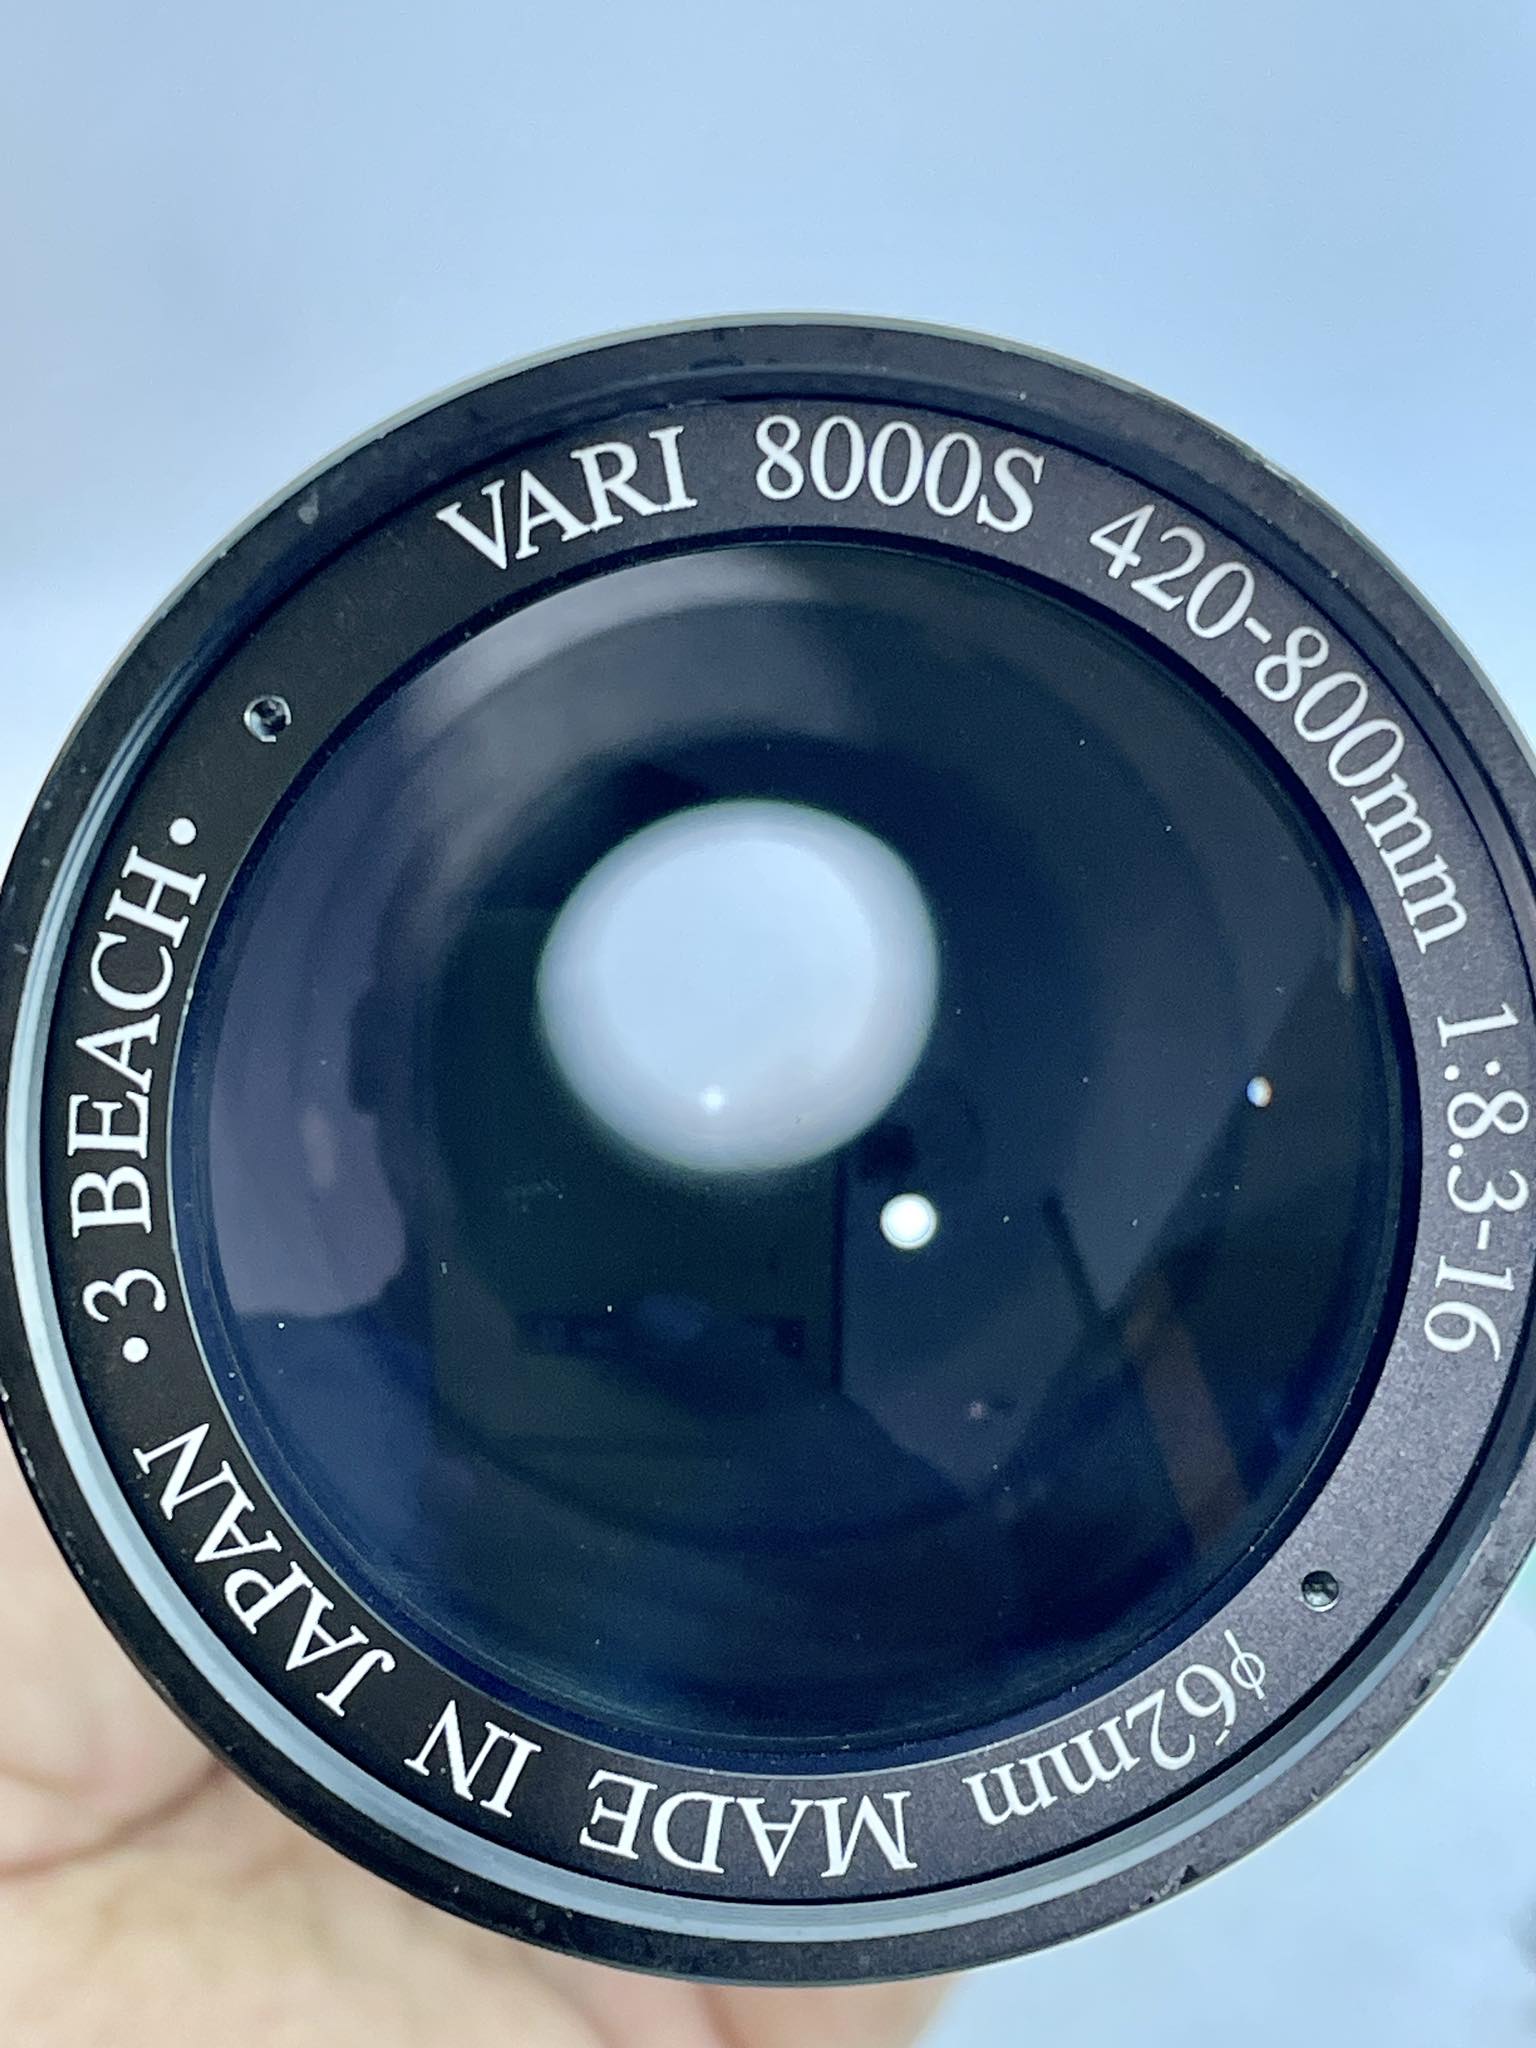 • 3 BEACH • VARI 8000S 420-800mm 1:8.3-16 φ62mm MADE IN JAPAN